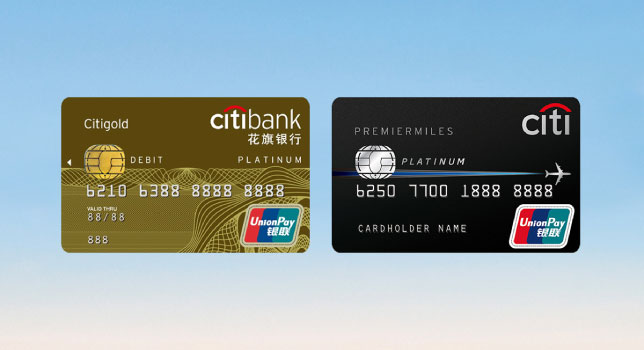 Citigold
citibank
花旗银行
DEBIT
PLATINUM
6210 6388 8888 8888
VALID THRU
88/88
888
UnionPay
银联
citi
PREMIERMILES
PLATINUM
6250 7700 1888 8888
CARDHOLDER NAME
UnionPay
银联